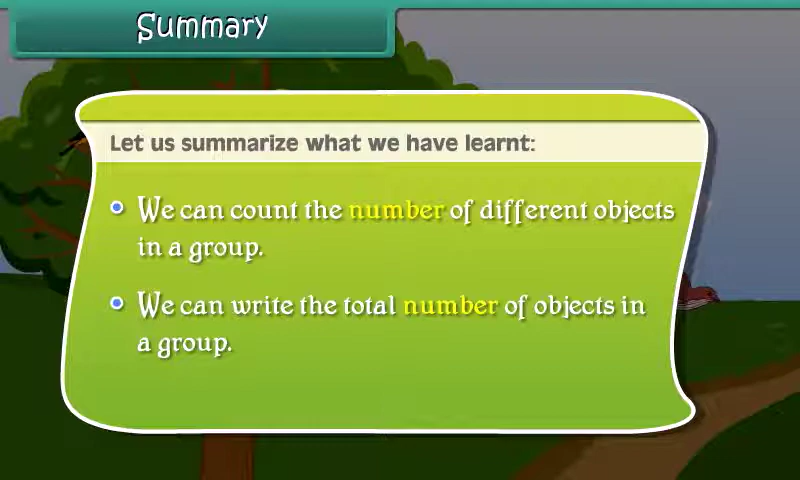 Summary
Let us summarize what we have learnt:
We can count the number of different objects
in a group.
We can write the total number of objects in
a group.